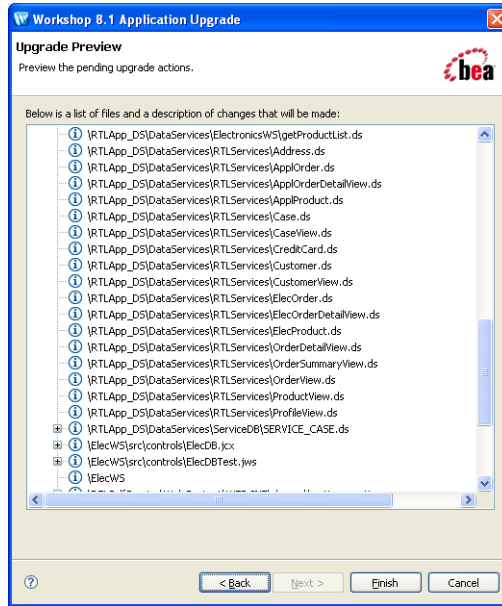 Workshop 8.1 Application Upgrade
Upgrade Preview
Preview the pending upgrade actions.
bea
Below is a list of files and a description of changes that will be made:
\RTLApp_DS\DataServices\ElectronicsWS\getProductList.ds
\RTLApp_DS\DataServices\RTLServices\Address.ds
\RTLApp_DS\DataServices\RTLServices\ApplOrder.ds
\RTLApp_DS\DataServices\RTLServices\ApplOrderDetailView.ds
\RTLApp_DS\DataServices\RTLServices\ApplProduct.ds
\RTLApp_DS\DataServices\RTLServices\Case.ds
\RTLApp_DS\DataServices\RTLServices\CaseView.ds
\RTLApp_DS\DataServices\RTLServices\CreditCard.ds
\RTLApp_DS\DataServices\RTLServices\Customer.ds
\RTLApp_DS\DataServices\RTLServices\CustomerView.ds
\RTLApp_DS\DataServices\RTLServices\ElecOrder.ds
\RTLApp_DS\DataServices\RTLServices\ElecOrderDetailView.ds
\RTLApp_DS\DataServices\RTLServices\ElecProduct.ds
\RTLApp_DS\DataServices\RTLServices\OrderDetailView.ds
\RTLApp_DS\DataServices\RTLServices\OrderSummaryView.ds
\RTLApp_DS\DataServices\RTLServices\OrderView.ds
\RTLApp_DS\DataServices\RTLServices\ProductView.ds
\RTLApp_DS\DataServices\RTLServices\ProfileView.ds
\RTLApp_DS\DataServices\ServiceDB\SERVICE_CASE.ds
\ElecWS\src\controls\ElecDB.jcx
\ElecWS\src\controls\ElecDBTest.jws
\ElecWS
< Back Next > Finish Cancel